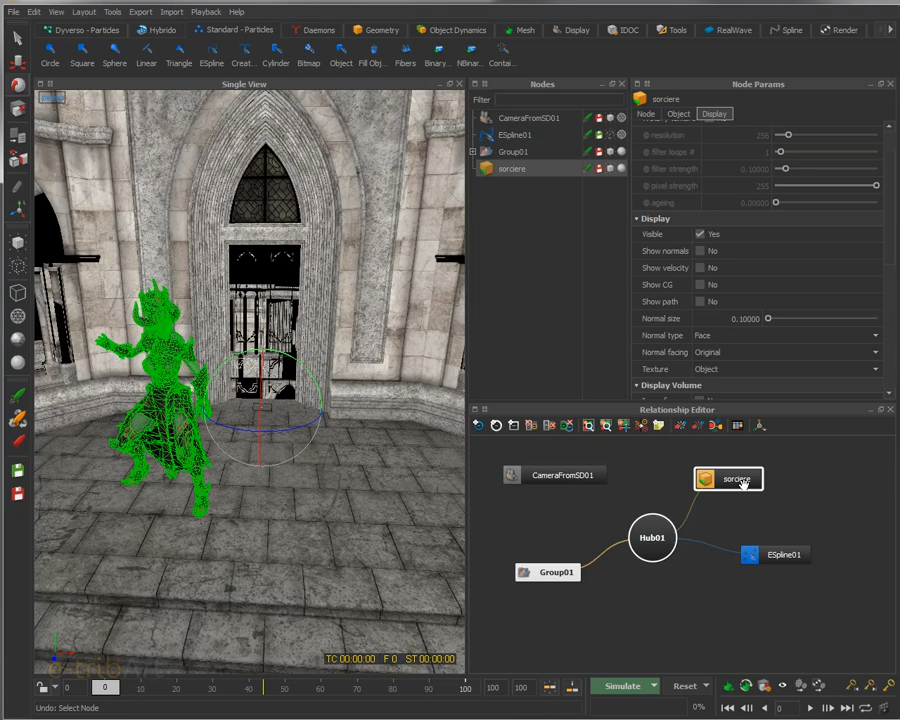 File Edit View Layout Tools Export Import Playback Help
Dyverso - Particles Hybrido Standard - Particles Daemons Geometry Object Dynamics Mesh Display IDOC Tools RealWave Spline Render
Circle Square Sphere Linear Triangle ESpline Creat... Cylinder Bitmap Object Fill Obj... Fibers Binary... NBinar... Contai...
Single View
Nodes
Filter
CameraFromSD01
ESpline01
Group01
sorciere
Node Params
sorciere
Node Object Display
@ resolution 256
@ filter loops # 1
@ filter strength 0.10000
@ pixel strength 255
@ ageing 0.00000
Display
Visible Yes
Show normals No
Show velocity No
Show CG No
Show path No
Normal size 0.10000
Normal type Face
Normal facing Original
Texture Object
Display Volume
Relationship Editor
CameraFromSD01
sorciere
Hub01
ESpline01
Group01
TC 00:00:00 F 0 ST 00:00:00
0 0 10 20 30 40 50 60 70 80 90 100 100 100
Simulate Reset
Undo: Select Node
0% 0